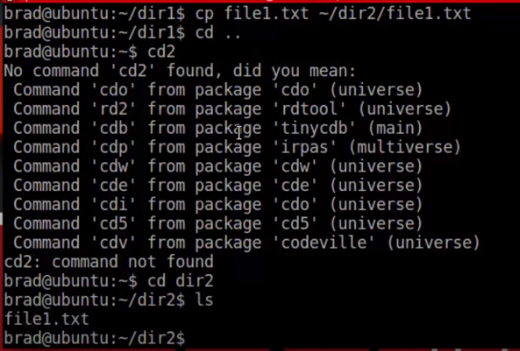 brad@ubuntu:~/dir1$ cp file1.txt ~/dir2/file1.txt
brad@ubuntu:~/dir1$ cd ..
brad@ubuntu:~$ cd2
No command 'cd2' found, did you mean:
 Command 'cdo' from package 'cdo' (universe)
 Command 'rd2' from package 'rdtool' (universe)
 Command 'cdb' from package 'tinycdb' (main)
 Command 'cdp' from package 'irpas' (multiverse)
 Command 'cdw' from package 'cdw' (universe)
 Command 'cde' from package 'cde' (universe)
 Command 'cdi' from package 'cdo' (universe)
 Command 'cd5' from package 'cd5' (universe)
 Command 'cdv' from package 'codeville' (universe)
cd2: command not found
brad@ubuntu:~$ cd dir2
brad@ubuntu:~/dir2$ ls
file1.txt
brad@ubuntu:~/dir2$